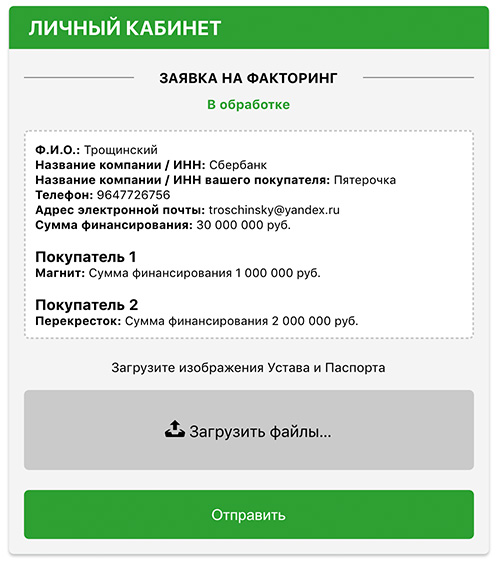 ЛИЧНЫЙ КАБИНЕТ
ЗАЯВКА НА ФАКТОРИНГ
В обработке
Ф.И.О.: Трощинский
Название компании / ИНН: Сбербанк
Название компании / ИНН вашего покупателя: Пятерочка
Телефон: 9647726756
Адрес электронной почты: troschinsky@yandex.ru
Сумма финансирования: 30 000 000 руб.
Покупатель 1
Магнит: Сумма финансирования 1 000 000 руб.
Покупатель 2
Перекресток: Сумма финансирования 2 000 000 руб.
Загрузите изображения Устава и Паспорта
Загрузить файлы...
Отправить